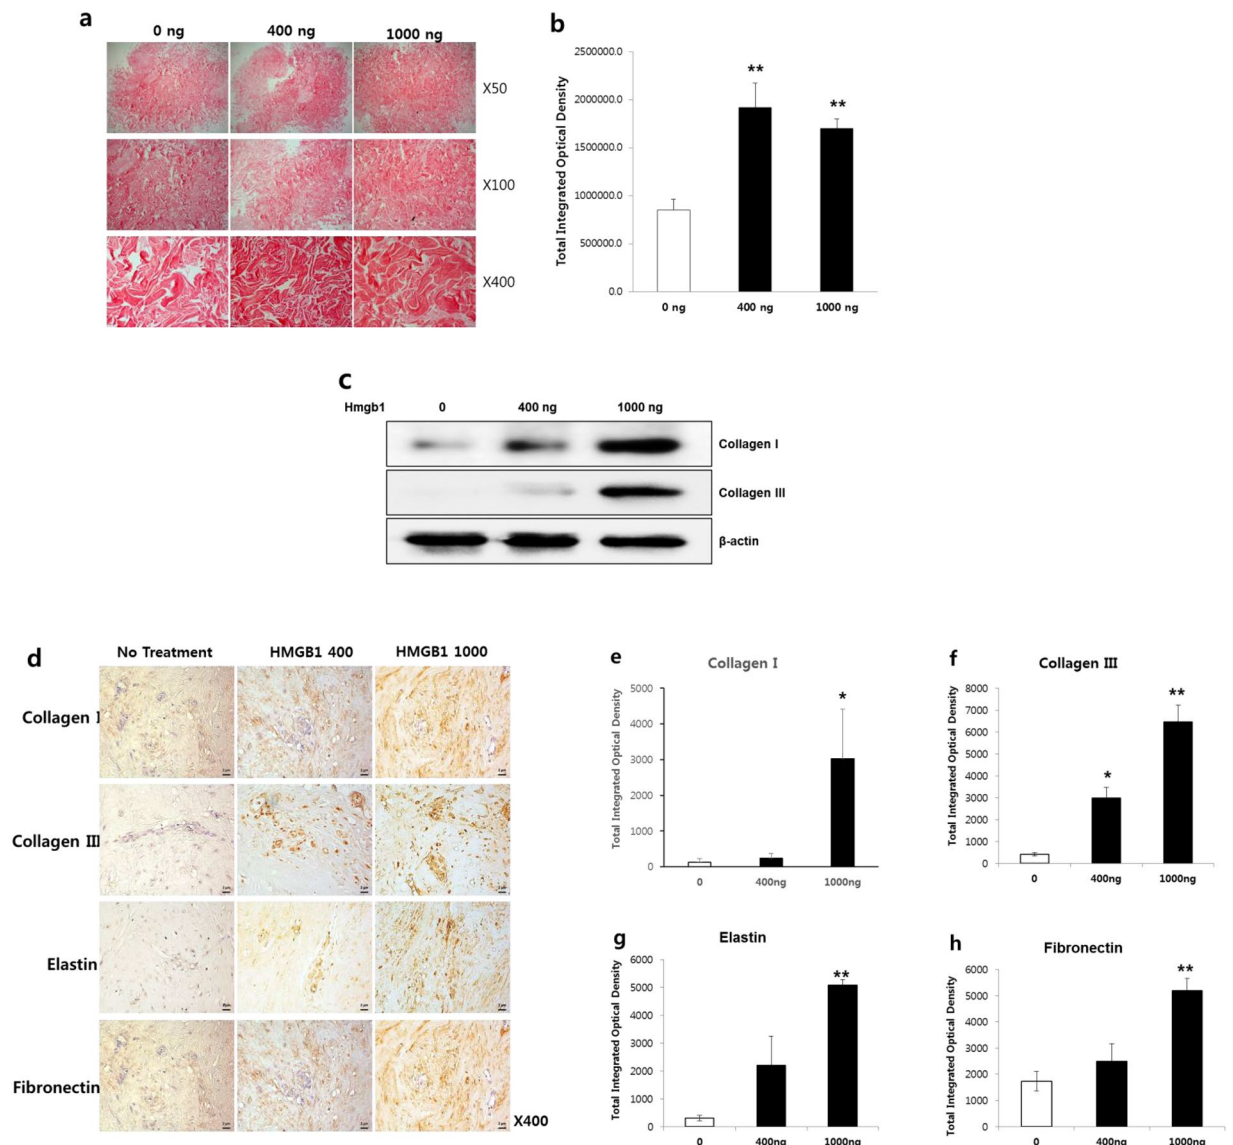 a
0 ng 400 ng 1000 ng
X50
X100
X400
b
Total Integrated Optical Density
2500000.0
2000000.0
1500000.0
1000000.0
500000.0
0.0
**
**
0 ng 400 ng 1000 ng
c
Hmgb1 0 400 ng 1000 ng
Collagen I
Collagen III
β-actin
d
No Treatment HMGB1 400 HMGB1 1000
Collagen I
Collagen III
Elastin
Fibronectin
X400
e
Collagen I
Total Integrated Optical Density
5000
4000
3000
2000
1000
0
*
0 400ng 1000ng
f
Collagen III
Total Integrated Optical Density
8000
7000
6000
5000
4000
3000
2000
1000
0
*
**
0 400ng 1000ng
g
Elastin
Total Integrated Optical Density
6000
5000
4000
3000
2000
1000
0
**
0 400ng 1000ng
h
Fibronectin
Total Integrated Optical Density
6000
5000
4000
3000
2000
1000
0
**
0 400ng 1000ng